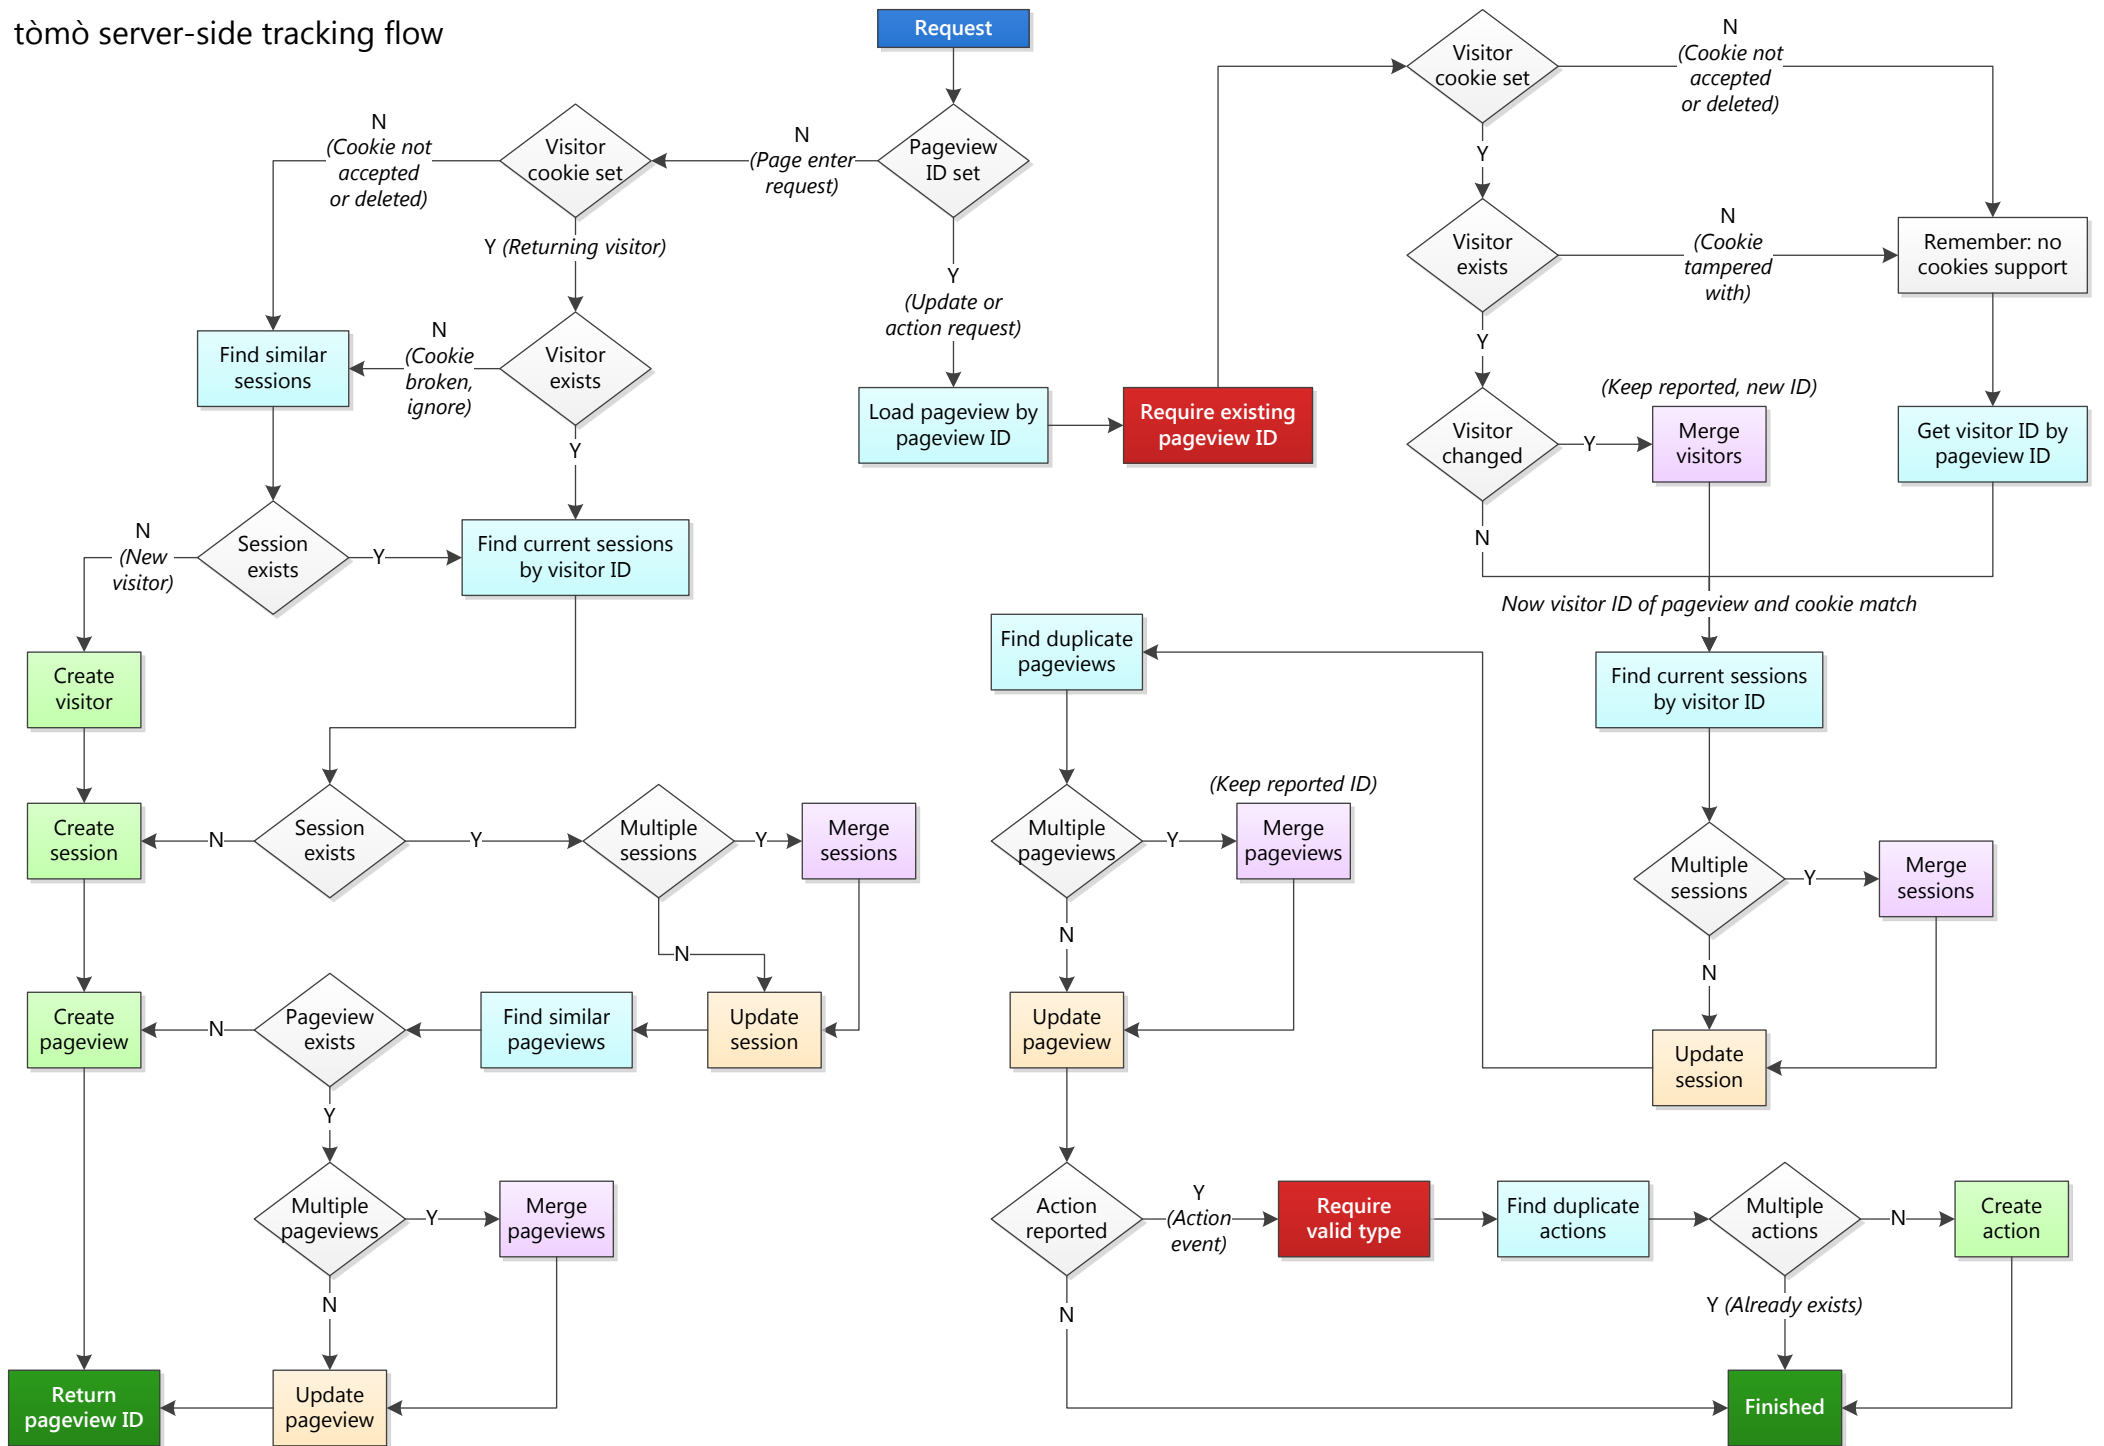 tòmò server-side tracking flow
Request
Pageview
ID set
N
(Page enter
request)
Visitor
cookie set
N
(Cookie not
accepted
or deleted)
Y (Returning visitor)
Visitor
exists
N
(Cookie
broken,
ignore)
Find similar
sessions
Y
Session
exists
N
(New
visitor)
Y
Find current sessions
by visitor ID
Create
visitor
Create
session
N
Session
exists
Y
Multiple
sessions
Y
Merge
sessions
N
Update
session
Find similar
pageviews
Pageview
exists
N
Create
pageview
Y
Multiple
pageviews
Y
Merge
pageviews
N
Update
pageview
Return
pageview ID
Y
(Update or
action request)
Load pageview by
pageview ID
Require existing
pageview ID
Visitor
cookie set
N
(Cookie not
accepted
or deleted)
Y
Visitor
exists
N
(Cookie
tampered
with)
Remember: no
cookies support
Y
Visitor
changed
Y
(Keep reported, new ID)
Merge
visitors
Get visitor ID by
pageview ID
N
Now visitor ID of pageview and cookie match
Find current sessions
by visitor ID
Multiple
sessions
Y
Merge
sessions
N
Update
session
Find duplicate
pageviews
Multiple
pageviews
Y
(Keep reported ID)
Merge
pageviews
N
Update
pageview
Action
reported
Y
(Action
event)
Require
valid type
Find duplicate
actions
Multiple
actions
N
Create
action
Y (Already exists)
N
Finished